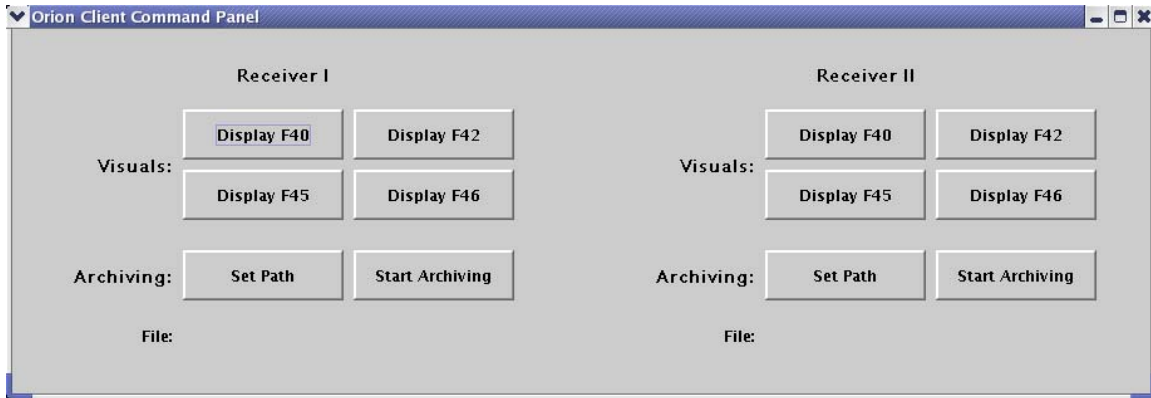 Orion Client Command Panel
Receiver I
Receiver II
Display F40 Display F42
Display F40 Display F42
Visuals:
Visuals:
Display F45 Display F46
Display F45 Display F46
Archiving: Set Path Start Archiving
Archiving: Set Path Start Archiving
File:
File: